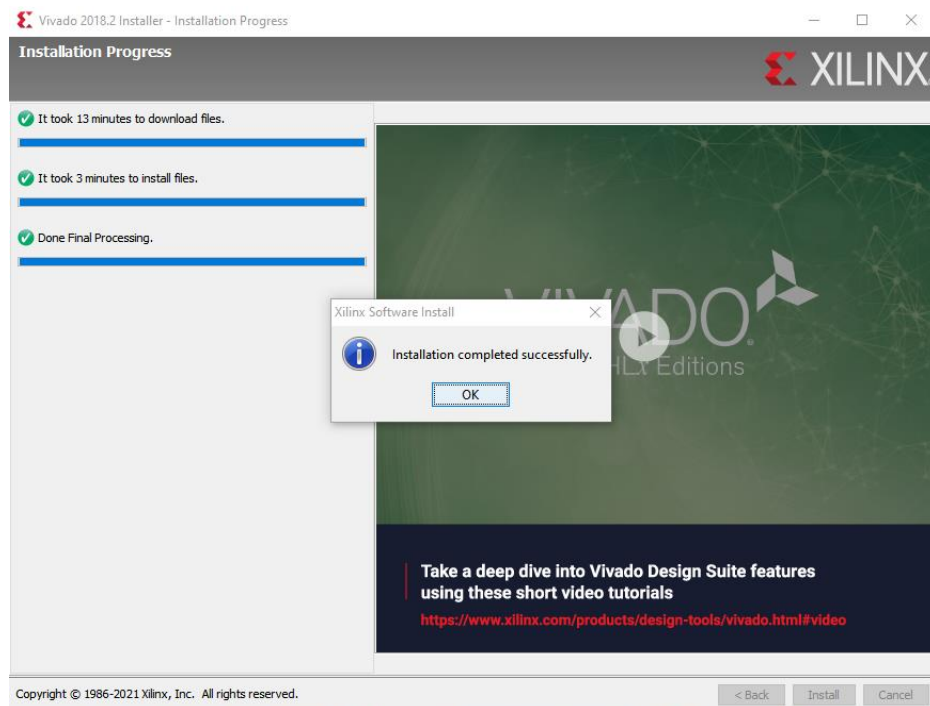 Vivado 2018.2 Installer - Installation Progress
Installation Progress
XILINX
It took 13 minutes to download files.
It took 3 minutes to install files.
Done Final Processing.
VIVADO
HLx Editions
Xilinx Software Install
Installation completed successfully.
OK
Take a deep dive into Vivado Design Suite features
using these short video tutorials
https://www.xilinx.com/products/design-tools/vivado.html#video
Copyright © 1986-2021 Xilinx, Inc. All rights reserved.
< Back
Install
Cancel